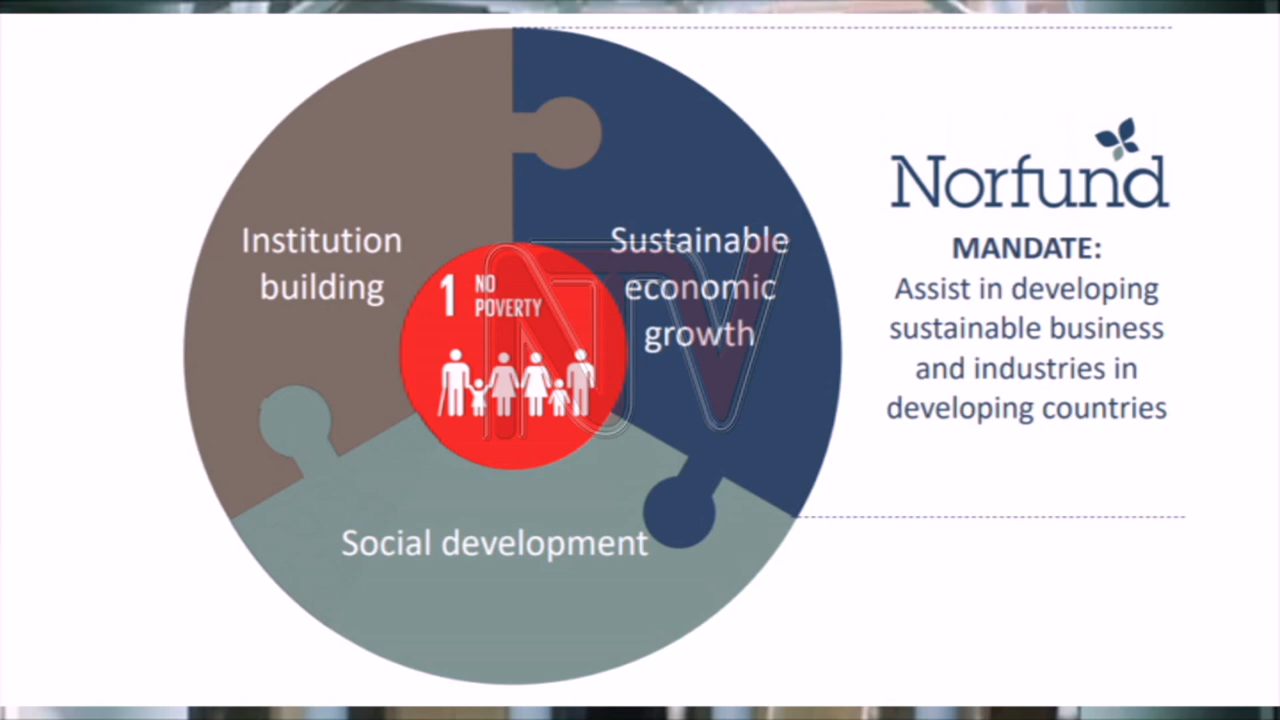 Institution
building
1 NO
POVERTY
Sustainable
economic
growth
Social development
NTV
Norfund
MANDATE:
Assist in developing
sustainable business
and industries in
developing countries